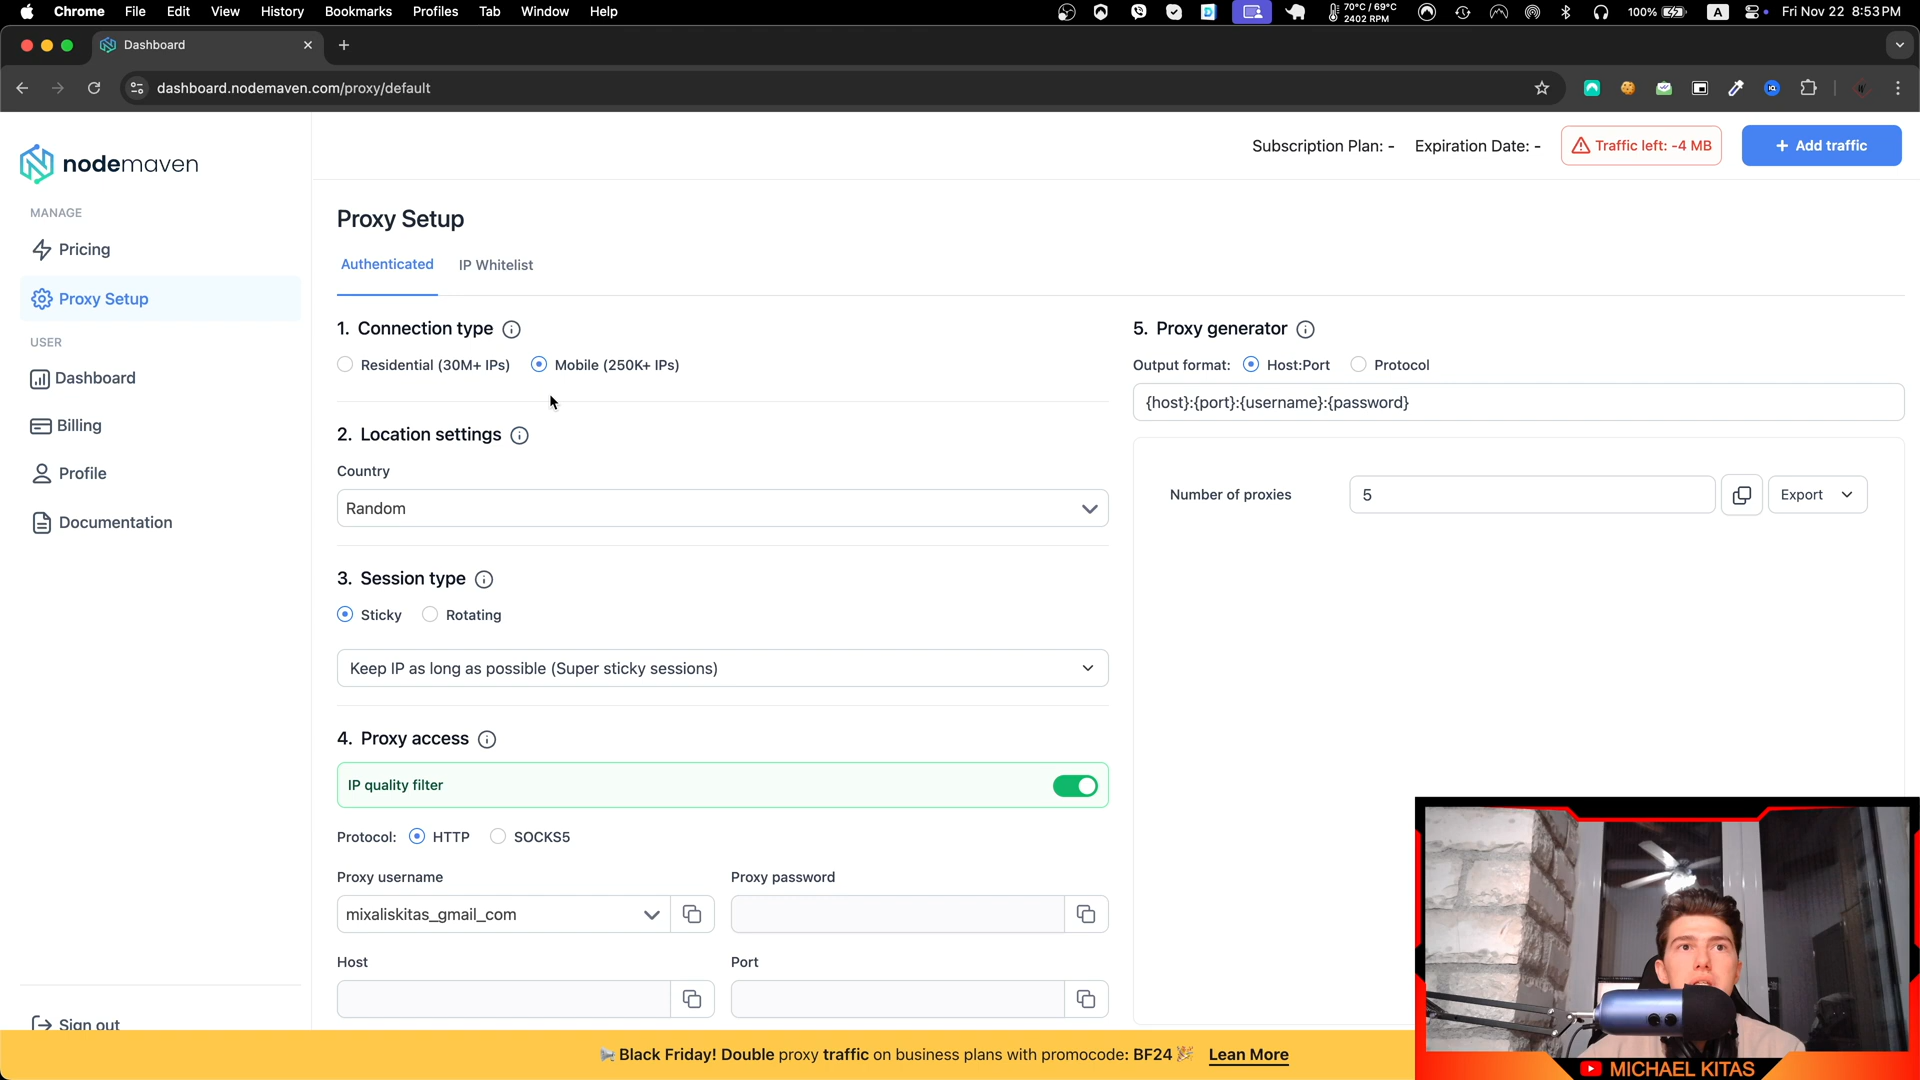 Chrome File Edit View History Bookmarks Profiles Tab Window Help
70°C / 69°C
2402 RPM
100% A Fri Nov 22 8:53 PM
Dashboard
dashboard.nodemaven.com/proxy/default
nodemaven
Subscription Plan: - Expiration Date: - Traffic left: -4 MB + Add traffic
MANAGE
Pricing
Proxy Setup
USER
Dashboard
Billing
Profile
Documentation
Sign out
Proxy Setup
Authenticated IP Whitelist
1. Connection type
Residential (30M+ IPs) Mobile (250K+ IPs)
2. Location settings
Country
Random
3. Session type
Sticky Rotating
Keep IP as long as possible (Super sticky sessions)
4. Proxy access
IP quality filter
Protocol: HTTP SOCKS5
Proxy username Proxy password
mixaliskitas_gmail_com
Host Port
5. Proxy generator
Output format: Host:Port Protocol
{host}:{port}:{username}:{password}
Number of proxies 5 Export
Black Friday! Double proxy traffic on business plans with promocode: BF24 Lean More
MICHAEL KITAS